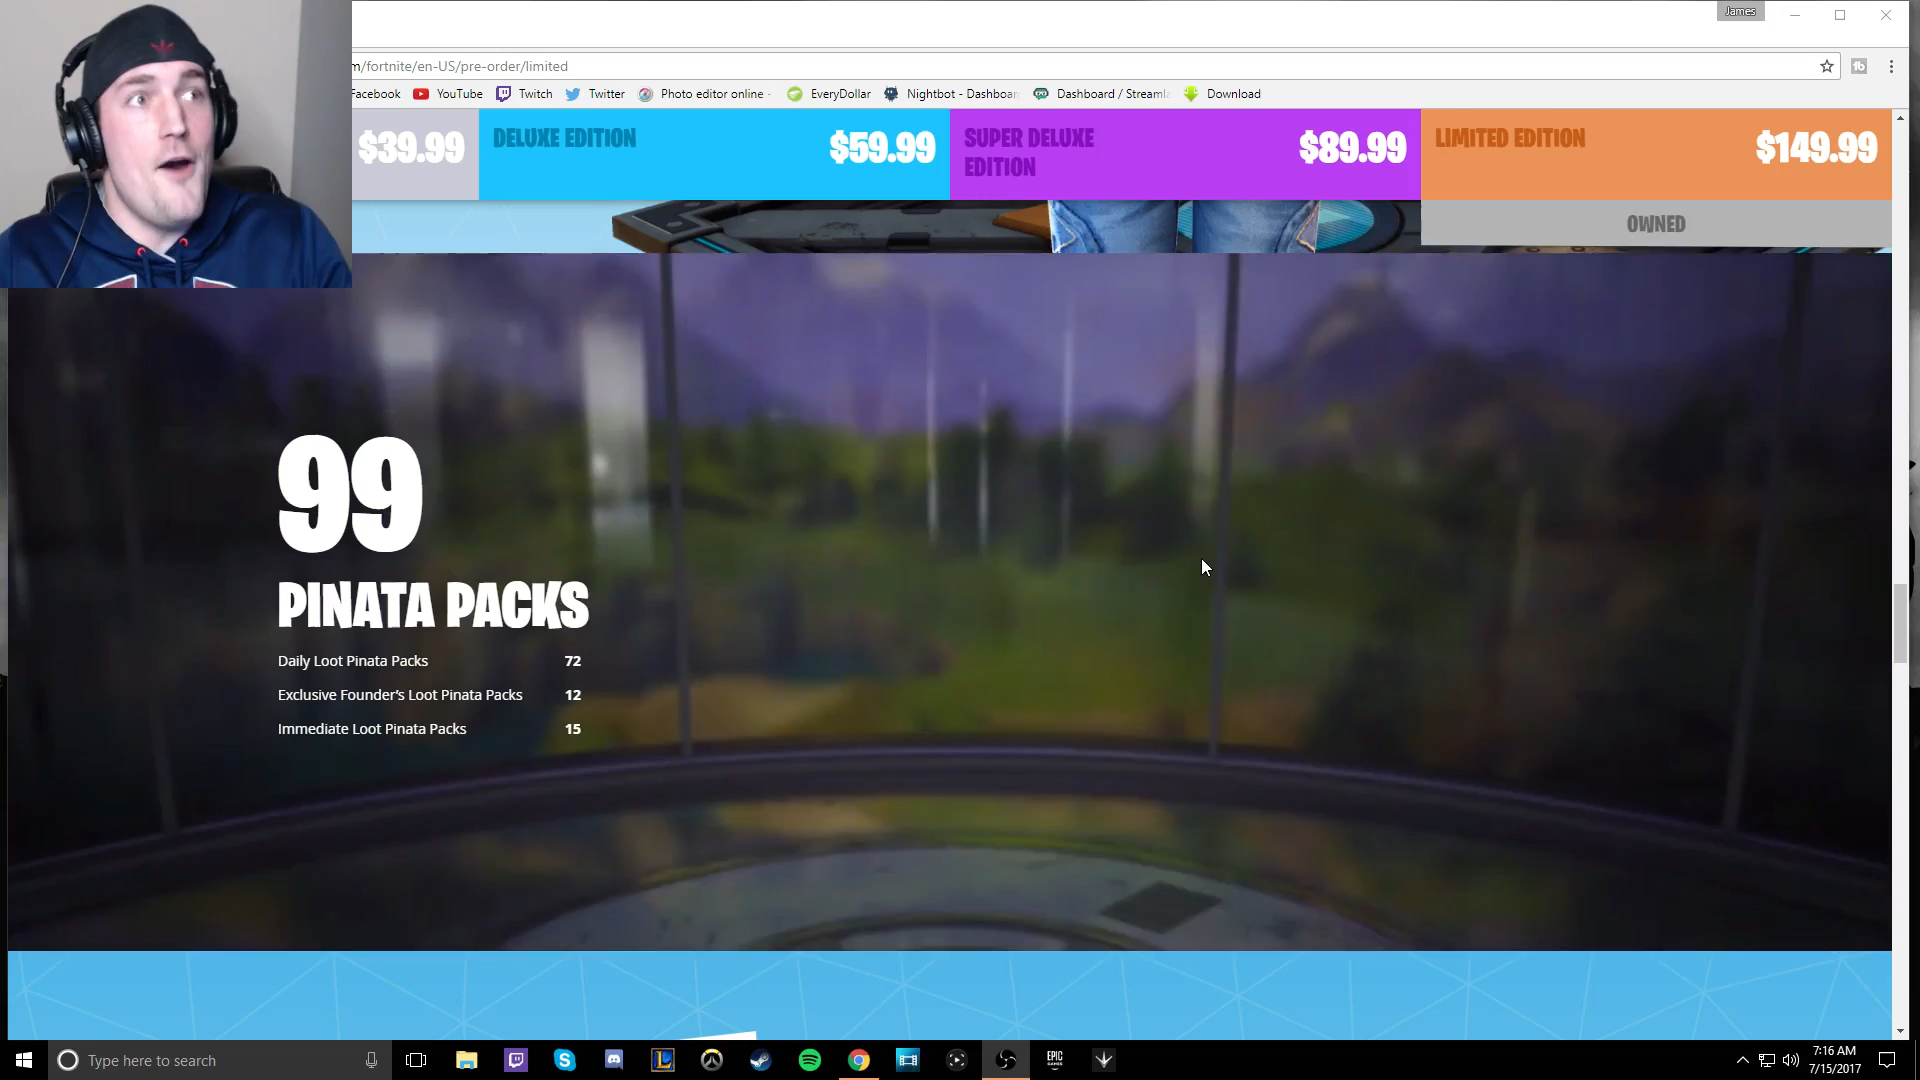 James
m/fortnite/en-US/pre-order/limited
Facebook YouTube Twitch Twitter Photo editor online - EveryDollar Nightbot - Dashboar Dashboard / Streamla Download
$39.99 DELUXE EDITION $59.99 SUPER DELUXE EDITION $89.99 LIMITED EDITION $149.99
OWNED
99
PINATA PACKS
Daily Loot Pinata Packs 72
Exclusive Founder's Loot Pinata Packs 12
Immediate Loot Pinata Packs 15
Type here to search
EPIC GAMES
7:16 AM
7/15/2017